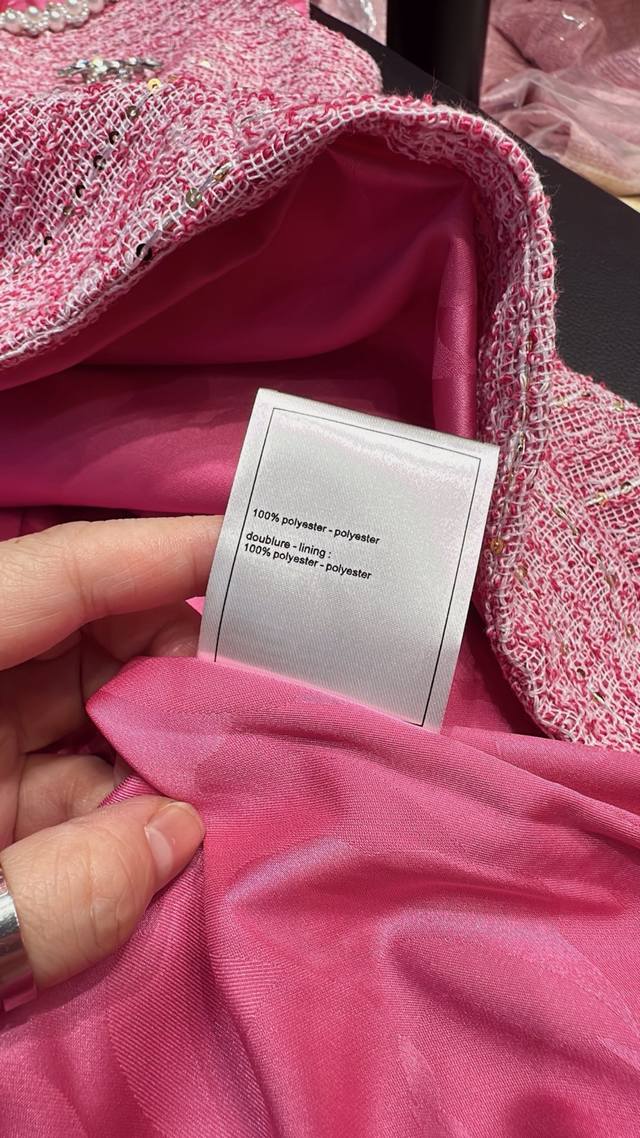 100% polyester - polyester
doublure - lining :
100% polyester - polyester